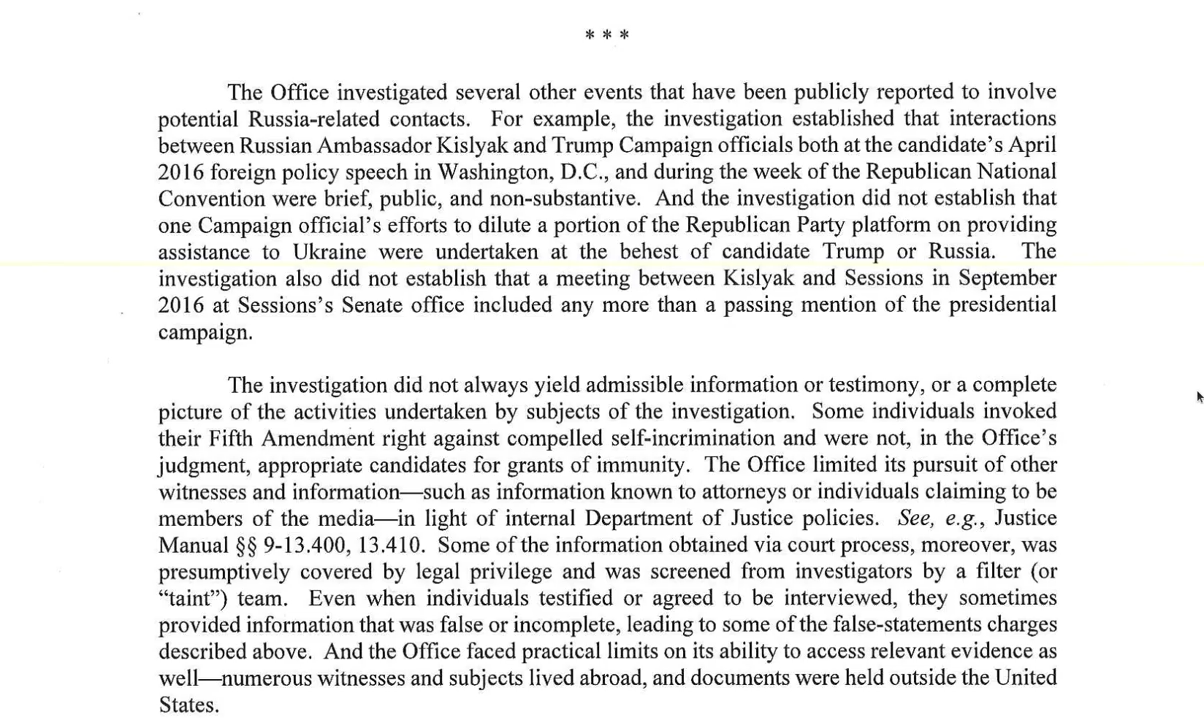 * * *
The Office investigated several other events that have been publicly reported to involve
potential Russia-related contacts. For example, the investigation established that interactions
between Russian Ambassador Kislyak and Trump Campaign officials both at the candidate's April
2016 foreign policy speech in Washington, D.C., and during the week of the Republican National
Convention were brief, public, and non-substantive. And the investigation did not establish that
one Campaign official's efforts to dilute a portion of the Republican Party platform on providing
assistance to Ukraine were undertaken at the behest of candidate Trump or Russia. The
investigation also did not establish that a meeting between Kislyak and Sessions in September
2016 at Sessions's Senate office included any more than a passing mention of the presidential
campaign.
The investigation did not always yield admissible information or testimony, or a complete
picture of the activities undertaken by subjects of the investigation. Some individuals invoked
their Fifth Amendment right against compelled self-incrimination and were not, in the Office's
judgment, appropriate candidates for grants of immunity. The Office limited its pursuit of other
witnesses and information—such as information known to attorneys or individuals claiming to be
members of the media—in light of internal Department of Justice policies. See, e.g., Justice
Manual §§ 9-13.400, 13.410. Some of the information obtained via court process, moreover, was
presumptively covered by legal privilege and was screened from investigators by a filter (or
“taint”) team. Even when individuals testified or agreed to be interviewed, they sometimes
provided information that was false or incomplete, leading to some of the false-statements charges
described above. And the Office faced practical limits on its ability to access relevant evidence as
well—numerous witnesses and subjects lived abroad, and documents were held outside the United
States.